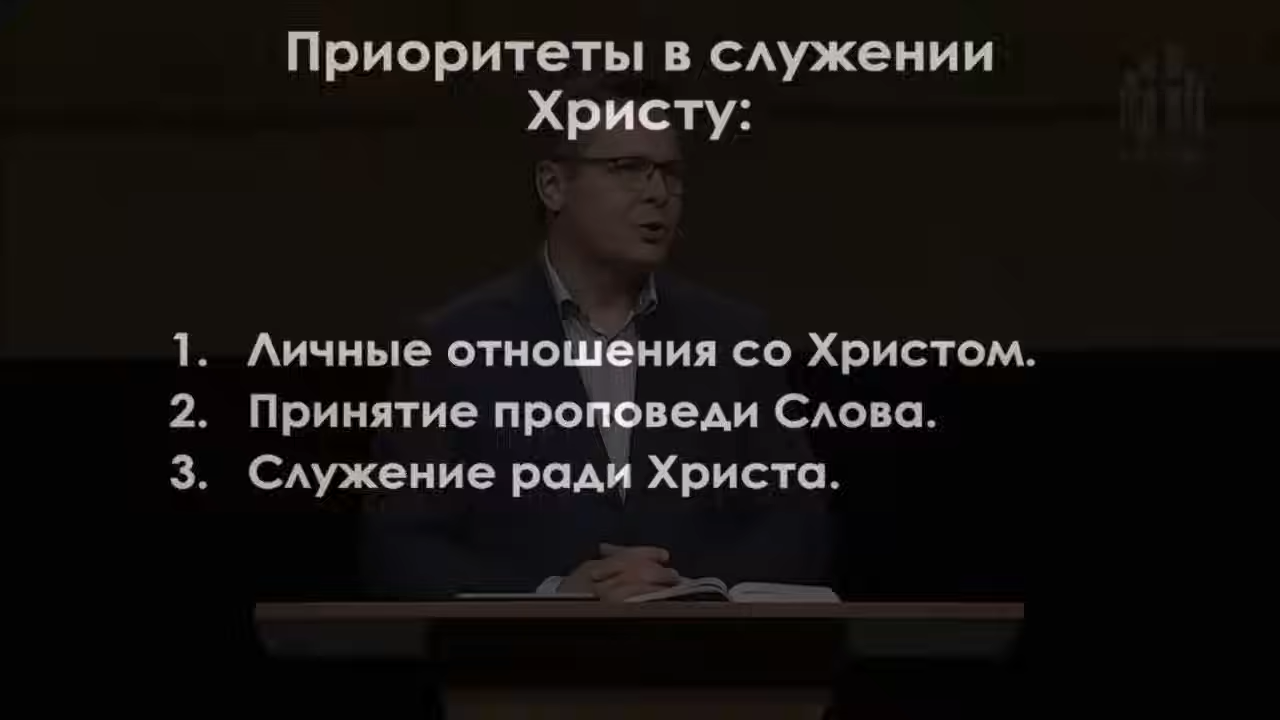 Приоритеты в служении
Христу:
1. Личные отношения со Христом.
2. Принятие проповеди Слова.
3. Служение ради Христа.